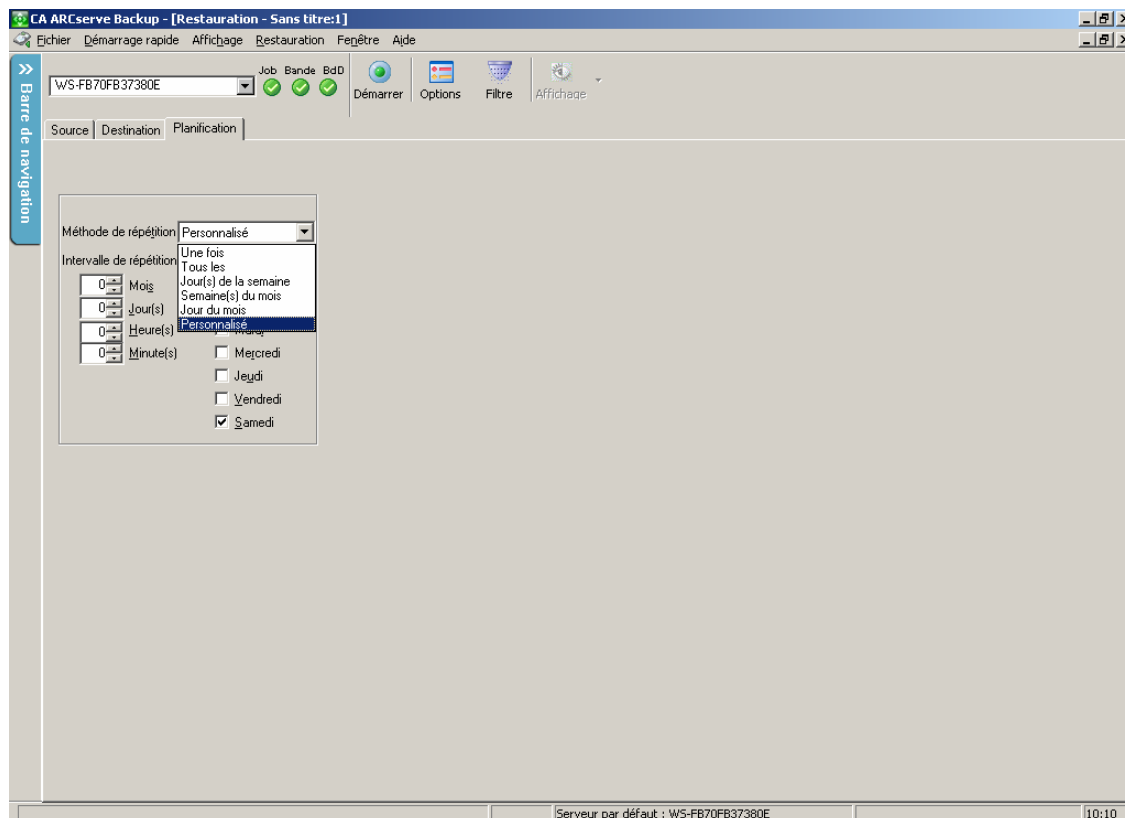 CA ARCserve Backup - [Restauration - Sans titre:1]
Fichier Démarrage rapide Affichage Restauration Fenêtre Aide
Barre de navigation
WS-FB70FB37380E
Job Bande BdD
Démarrer Options Filtre Affichage
Source Destination Planification
Méthode de répétition Personnalisé
Une fois
Tous les
Jour(s) de la semaine
Semaine(s) du mois
Jour du mois
Personnalisé
Intervalle de répétition
0 Mois
0 Jour(s)
0 Heure(s)
0 Minute(s)
Mercredi
Jeudi
Vendredi
Samedi
Serveur par défaut : WS-FB70FB37380E
10:10